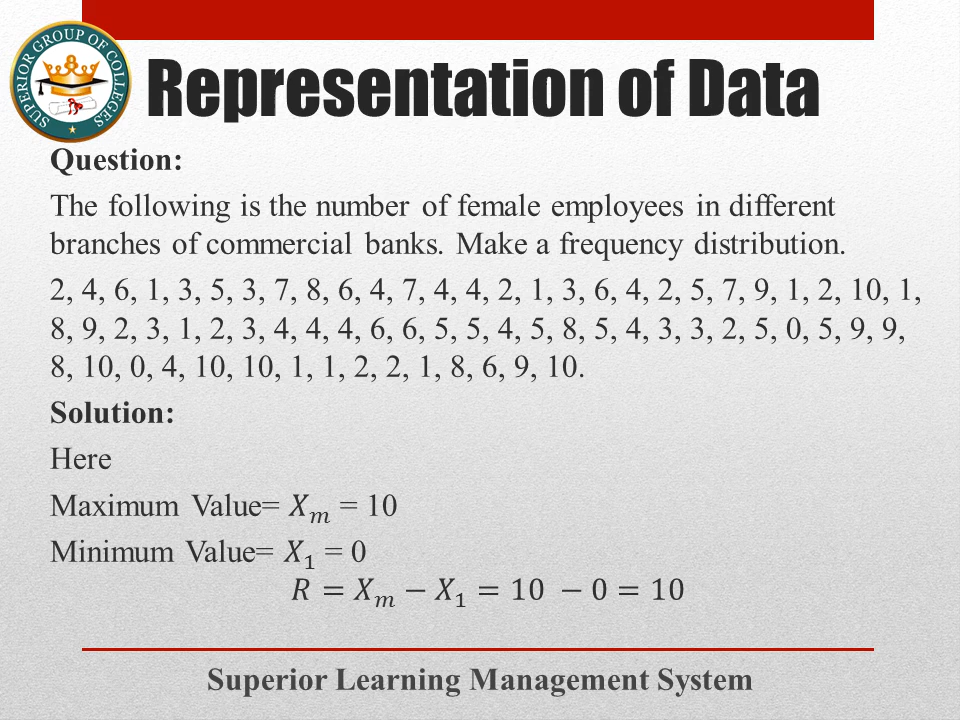 SUPERIOR GROUP OF COLLEGES
Representation of Data
Question:
The following is the number of female employees in different
branches of commercial banks. Make a frequency distribution.
2, 4, 6, 1, 3, 5, 3, 7, 8, 6, 4, 7, 4, 4, 2, 1, 3, 6, 4, 2, 5, 7, 9, 1, 2, 10, 1,
8, 9, 2, 3, 1, 2, 3, 4, 4, 4, 6, 6, 5, 5, 4, 5, 8, 5, 4, 3, 3, 2, 5, 0, 5, 9, 9,
8, 10, 0, 4, 10, 10, 1, 1, 2, 2, 1, 8, 6, 9, 10.
Solution:
Here
Maximum Value= 𝑋𝑚 = 10
Minimum Value= 𝑋1 = 0
𝑅 = 𝑋𝑚 − 𝑋1 = 10 − 0 = 10
Superior Learning Management System